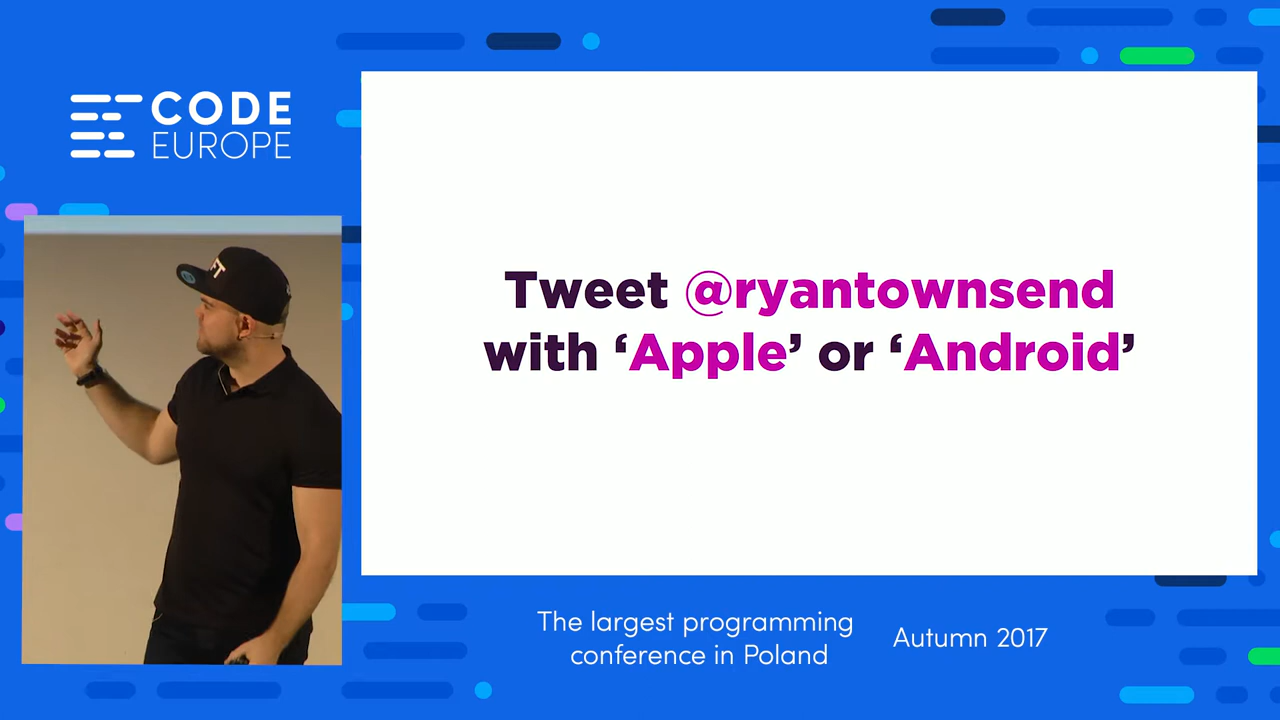 CODE
EUROPE
Tweet @ryantownsend
with ‘Apple’ or ‘Android’
The largest programming
conference in Poland
Autumn 2017